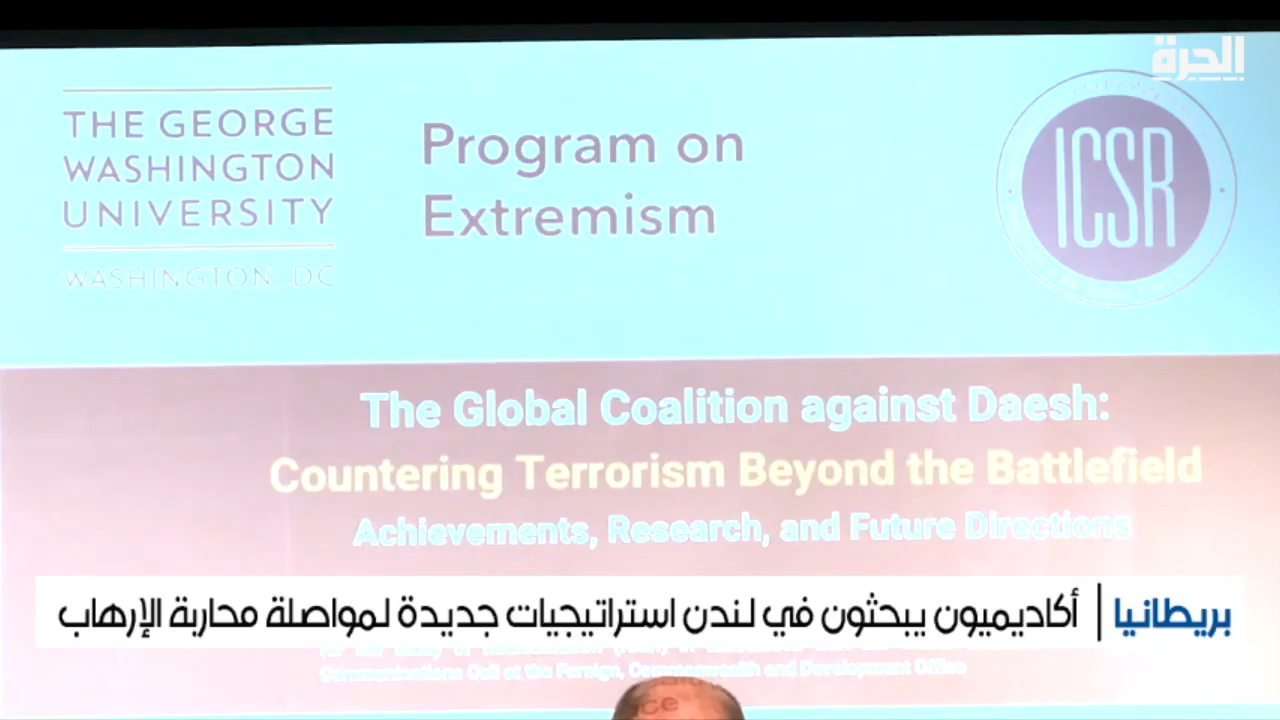 الحرة
THE GEORGE
WASHINGTON
UNIVERSITY
WASHINGTON, DC
Program on
Extremism
ICSR
The Global Coalition against Daesh:
Countering Terrorism Beyond the Battlefield
Achievements, Research, and Future Directions
بريطانيا | أكاديميون يبحثون في لندن استراتيجيات جديدة لمواصلة محاربة الإرهاب
Communications Cell at the Foreign, Commonwealth and Development Office